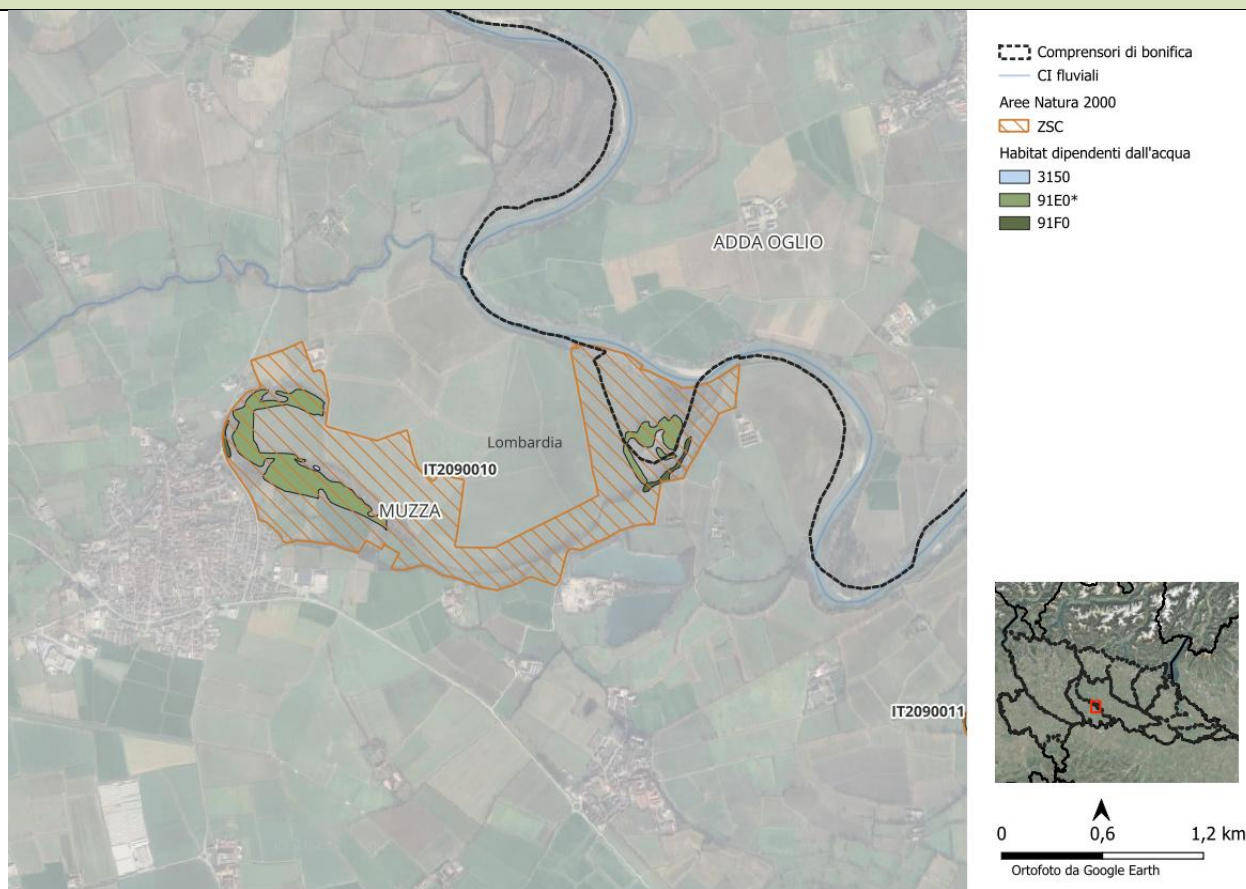 Comprensori di bonifica
CI fluviali
Aree Natura 2000
ZSC
Habitat dipendenti dall'acqua
3150
91E0*
91F0
ADDA OGLIO
Lombardia
IT2090010
MUZZA
IT2090011
0 0,6 1,2 km
Ortofoto da Google Earth